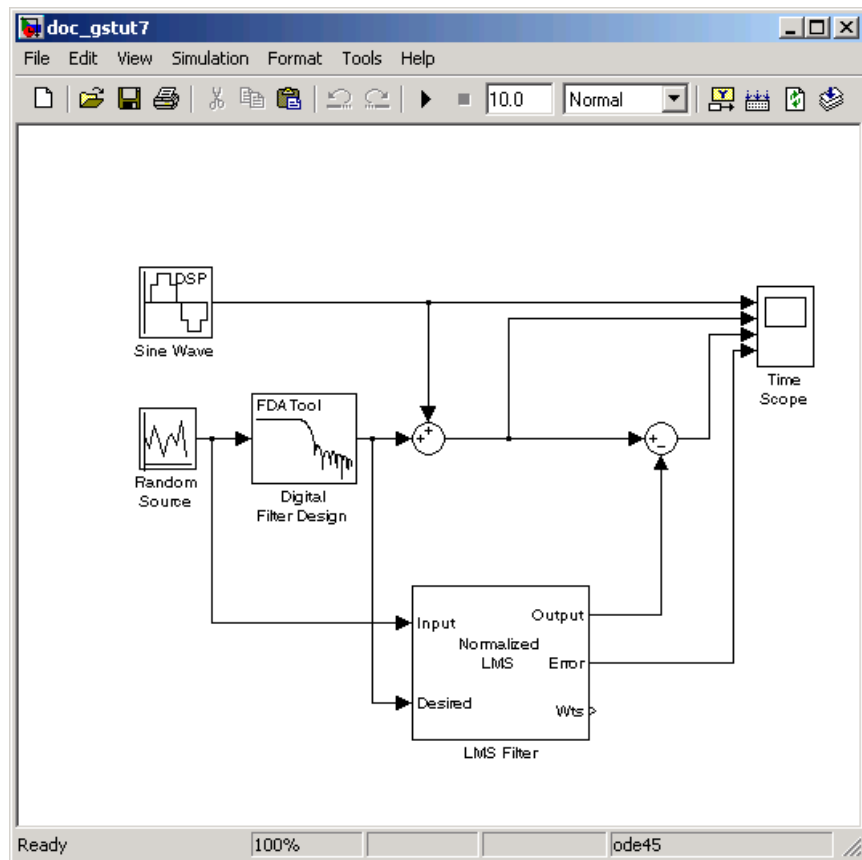 doc_gstut7
File Edit View Simulation Format Tools Help
10.0 Normal
DSP
Sine Wave
Time
Scope
FDATool
Random
Source
Digital
Filter Design
+ +
+ -
Input
Output
Normalized
LMS
Error
Desired
Wts
LMS Filter
Ready 100% ode45